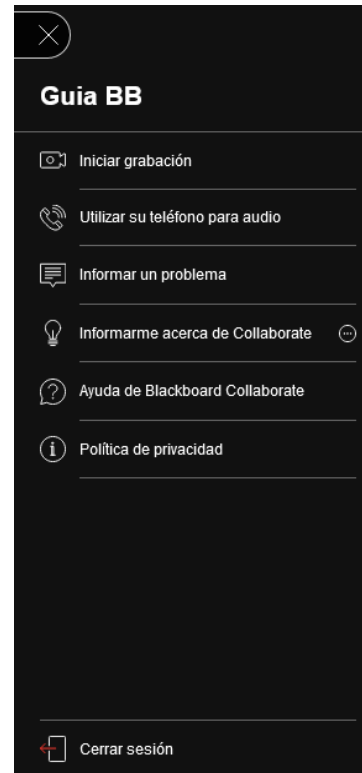 Guia BB
Iniciar grabación
Utilizar su teléfono para audio
Informar un problema
Informarme acerca de Collaborate
Ayuda de Blackboard Collaborate
Política de privacidad
Cerrar sesión